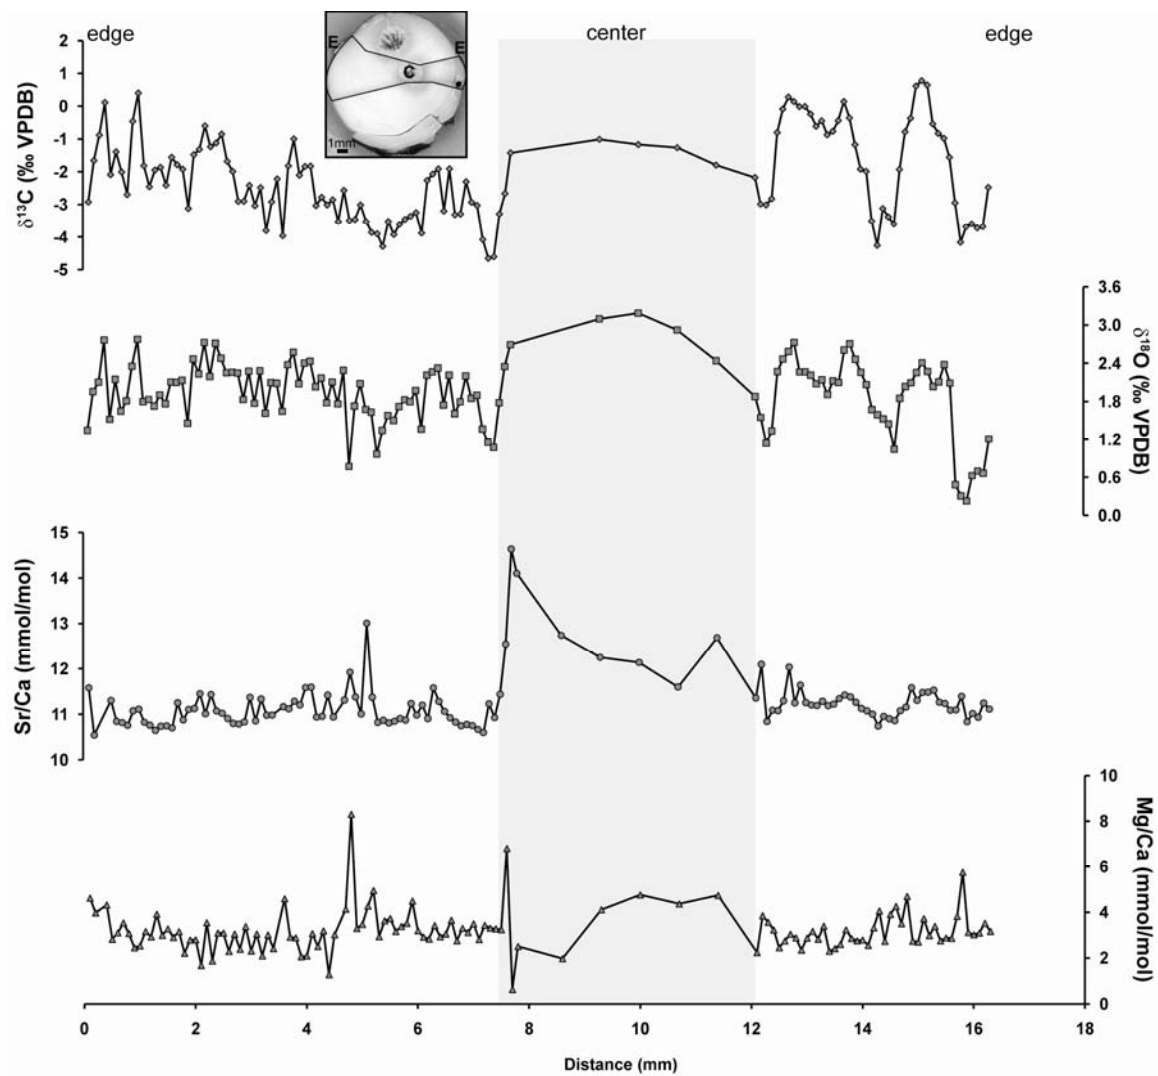 edge
center
edge
E
E
C
1mm
2
1
0
-1
-2
-3
-4
-5
δ13C (‰ VPDB)
3.6
3.0
2.4
1.8
1.2
0.6
0.0
δ18O (‰ VPDB)
15
14
13
12
11
10
Sr/Ca (mmol/mol)
10
8
6
4
2
0
Mg/Ca (mmol/mol)
0 2 4 6 8 10 12 14 16 18
Distance (mm)